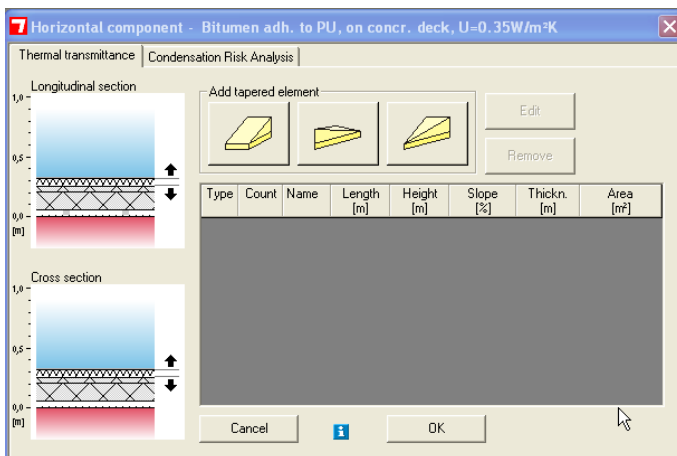 Horizontal component - Bitumen adh. to PU, on concr. deck, U=0.35W/m²K
Thermal transmittance
Condensation Risk Analysis
Longitudinal section
1,0
0,5
0,0
[m]
Cross section
1,0
0,5
0,0
[m]
Add tapered element
Edit
Remove
Type Count Name Length [m] Height [m] Slope [%] Thickn. [m] Area [m²]
Cancel
i
OK